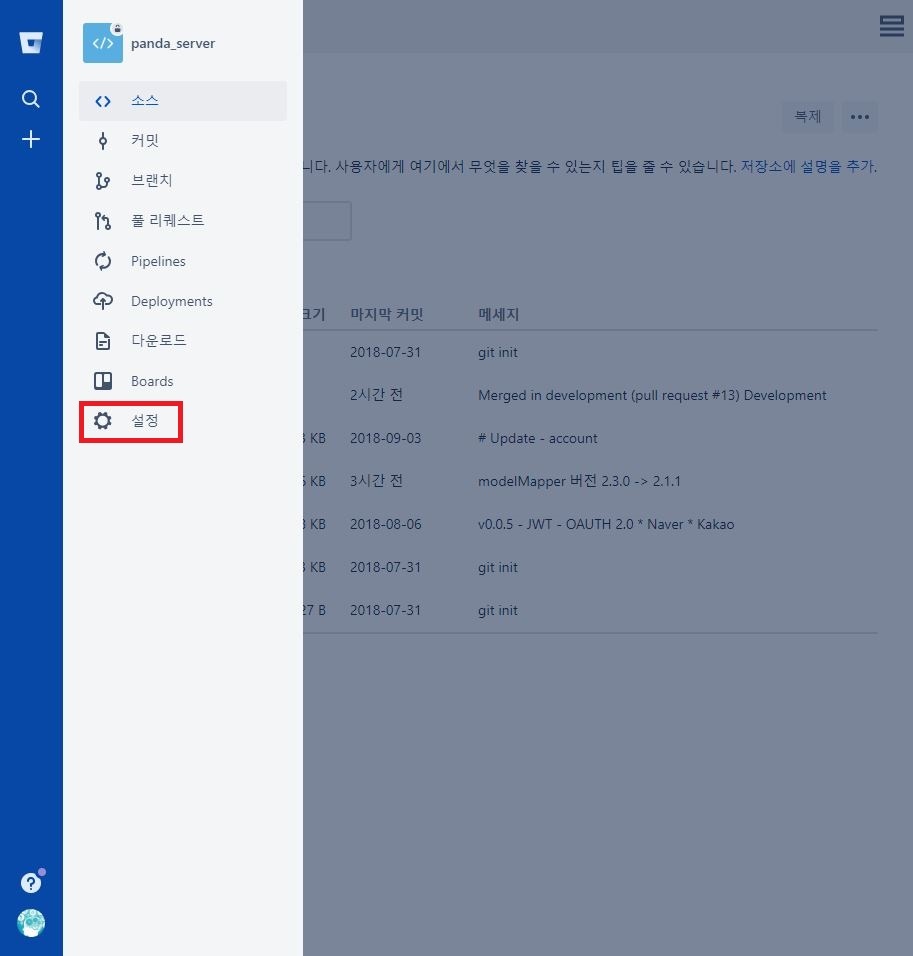 panda_server
소스
커밋
브랜치
풀 리퀘스트
Pipelines
Deployments
다운로드
Boards
설정
복제
니다. 사용자에게 여기에서 무엇을 찾을 수 있는지 팁을 줄 수 있습니다. 저장소에 설명을 추가.
크기 마지막 커밋 메세지
2018-07-31 git init
2시간 전 Merged in development (pull request #13) Development
KB 2018-09-03 # Update - account
KB 3시간 전 modelMapper 버전 2.3.0 -> 2.1.1
KB 2018-08-06 v0.0.5 - JWT - OAUTH 2.0 * Naver * Kakao
KB 2018-07-31 git init
27 B 2018-07-31 git init